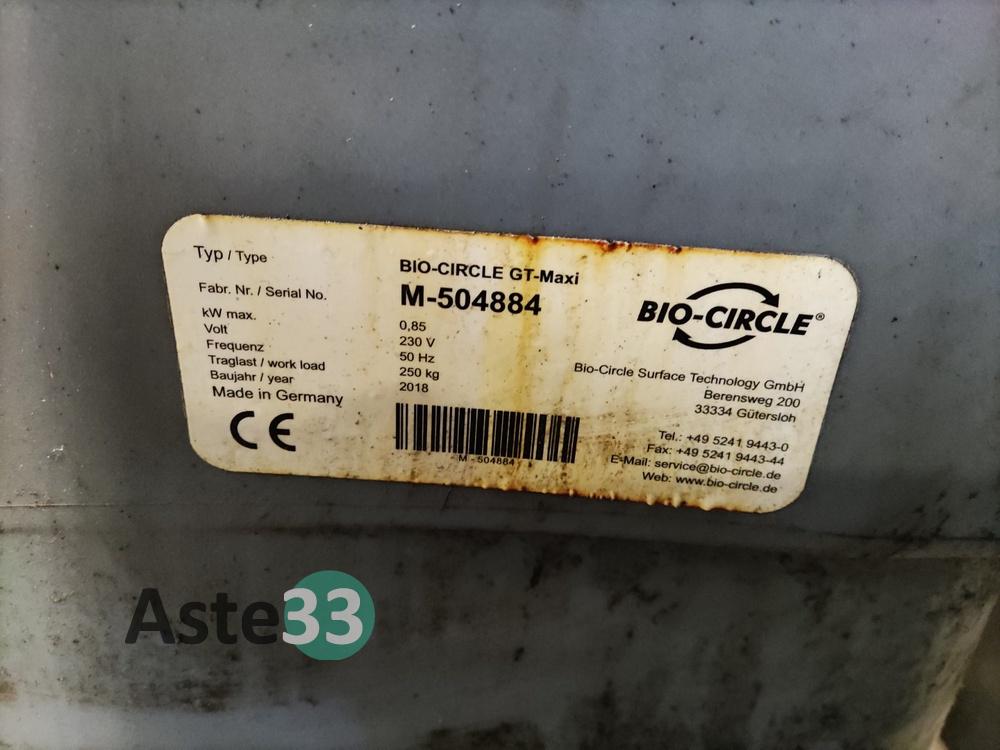 Typ / Type BIO-CIRCLE GT-Maxi
Fabr. Nr. / Serial No. M-504884
kW max. 0,85
Volt 230 V
Frequenz 50 Hz
Traglast / work load 250 kg
Baujahr / year 2018
Made in Germany
CE
M - 504884
BIO-CIRCLE®
Bio-Circle Surface Technology GmbH
Berensweg 200
33334 Gütersloh
Tel.: +49 5241 9443-0
Fax: +49 5241 9443-44
E-Mail: service@bio-circle.de
Web: www.bio-circle.de
Aste33